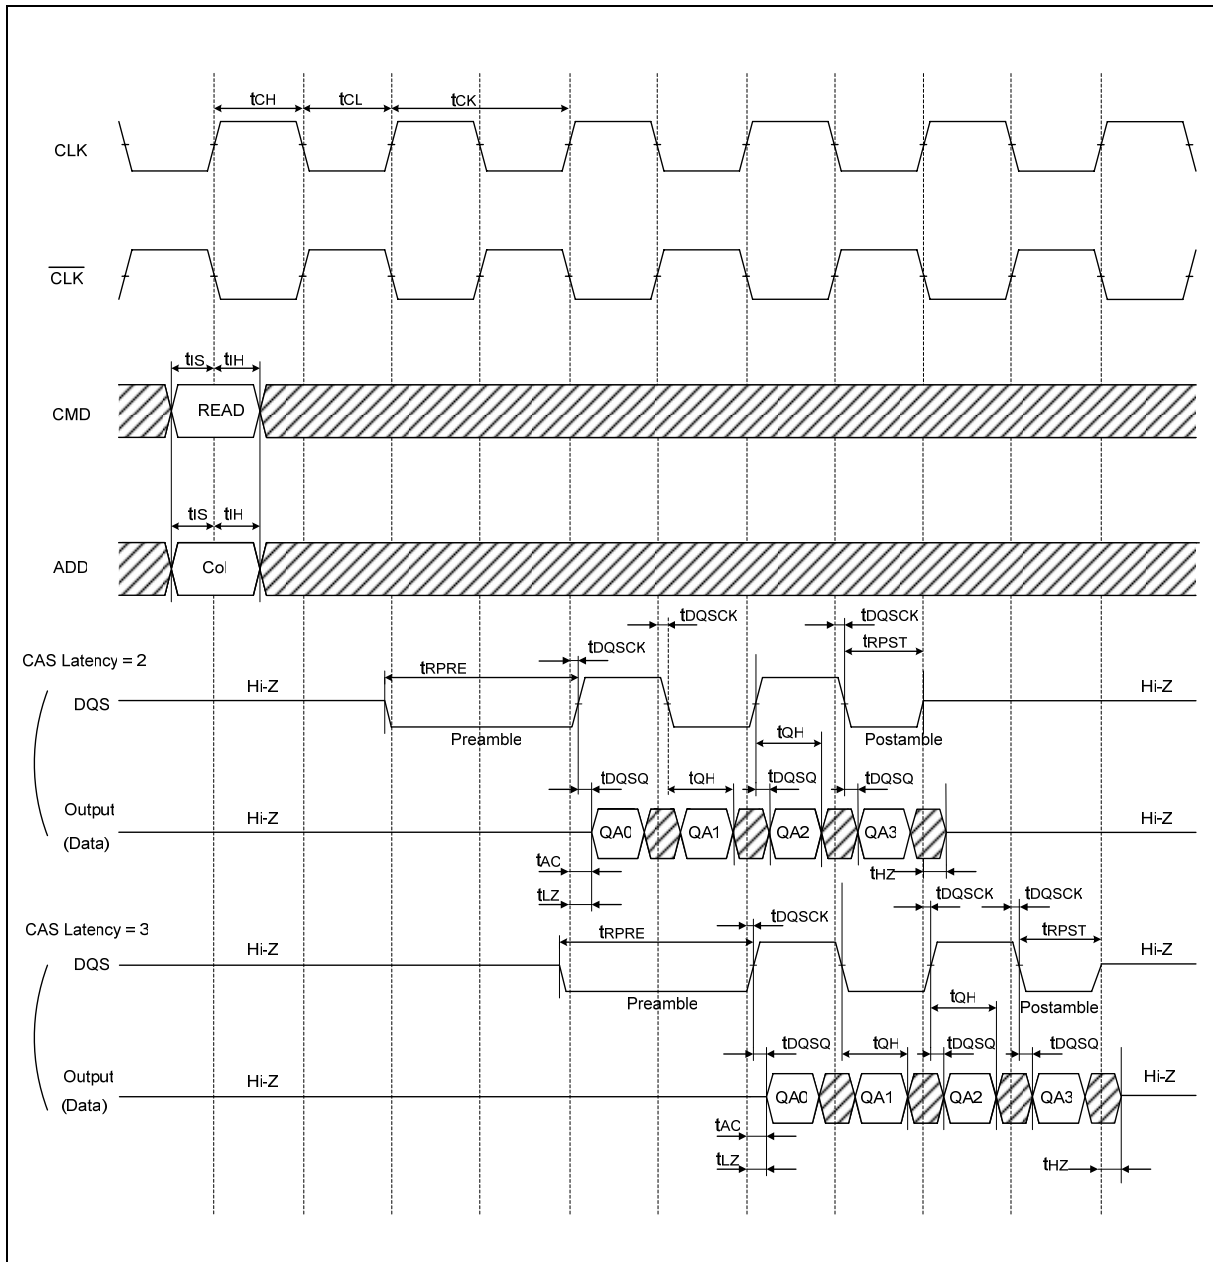 tCH tCL tCK
CLK
CLK
tIS tIH
CMD READ
tIS tIH
ADD Col
tDQSCK tDQSCK
CAS Latency = 2 tDQSCK tRPST
tRPRE
Hi-Z Hi-Z
DQS
Preamble Postamble
tQH
tDQSQ tQH tDQSQ tDQSQ
Output Hi-Z QA0 QA1 QA2 QA3 Hi-Z
(Data)
tAC tHZ
tLZ
tDQSCK tDQSCK tDQSCK
CAS Latency = 3 tRPRE tRPST
Hi-Z Hi-Z
DQS
Preamble tQH Postamble
tDQSQ tQH tDQSQ tDQSQ
Output Hi-Z QA0 QA1 QA2 QA3 Hi-Z
(Data)
tAC
tLZ tHZ